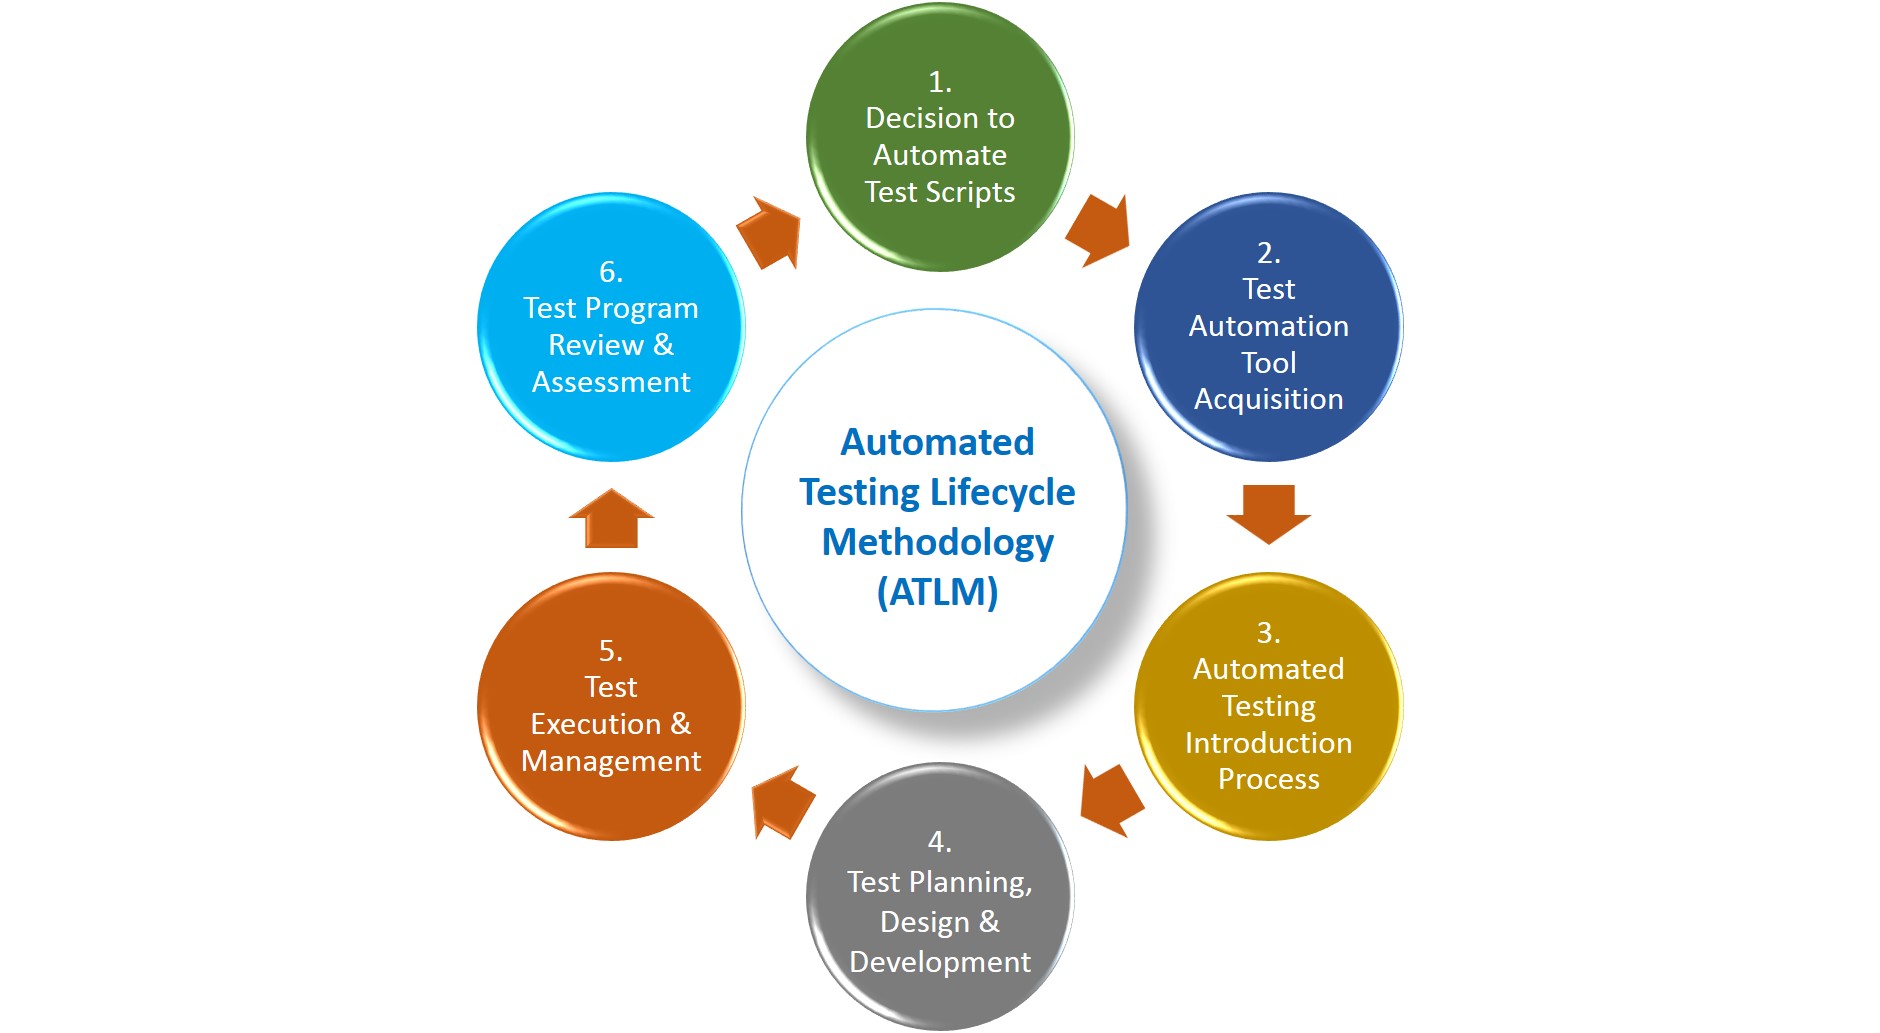 1.
Decision to
Automate
Test Scripts
2.
Test
Automation
Tool
Acquisition
3.
Automated
Testing
Introduction
Process
4.
Test Planning,
Design &
Development
5.
Test
Execution &
Management
6.
Test Program
Review &
Assessment
Automated
Testing Lifecycle
Methodology
(ATLM)